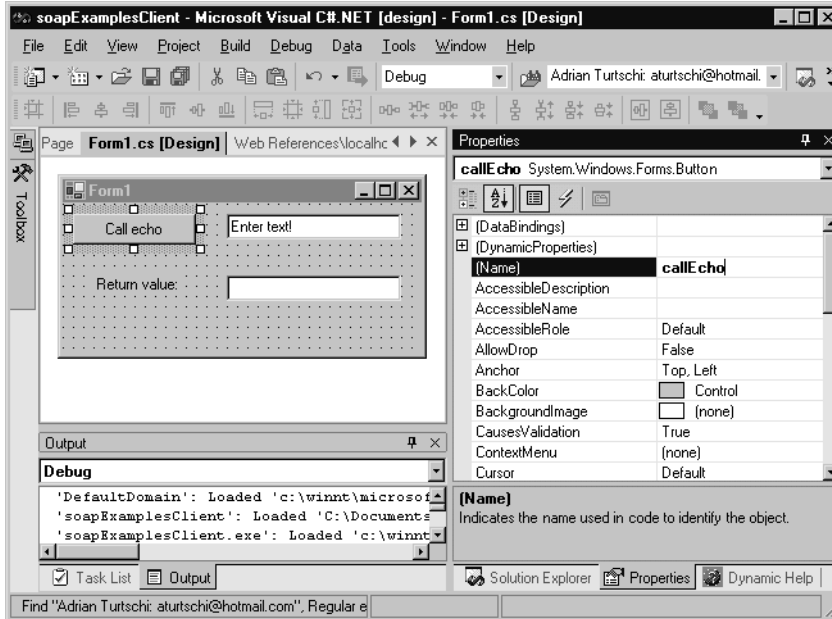 soapExamplesClient - Microsoft Visual C#.NET [design] - Form1.cs [Design]
File Edit View Project Build Debug Data Tools Window Help
Debug
Adrian Turtschi: aturtschi@hotmail.
Toolbox
Page Form1.cs [Design] Web References\localhc
Form1
Call echo
Enter text!
Return value:
Output
Debug
'DefaultDomain': Loaded 'c:\winnt\microsof
'soapExamplesClient': Loaded 'C:\Documents
'soapExamplesClient.exe': Loaded 'c:\winnt
Task List Output
Properties
callEcho System.Windows.Forms.Button
(DataBindings)
(DynamicProperties)
(Name) callEcho
AccessibleDescription
AccessibleName
AccessibleRole Default
AllowDrop False
Anchor Top, Left
BackColor Control
BackgroundImage (none)
CausesValidation True
ContextMenu (none)
Cursor Default
(Name)
Indicates the name used in code to identify the object.
Solution Explorer Properties Dynamic Help
Find "Adrian Turtschi: aturtschi@hotmail.com", Regular e